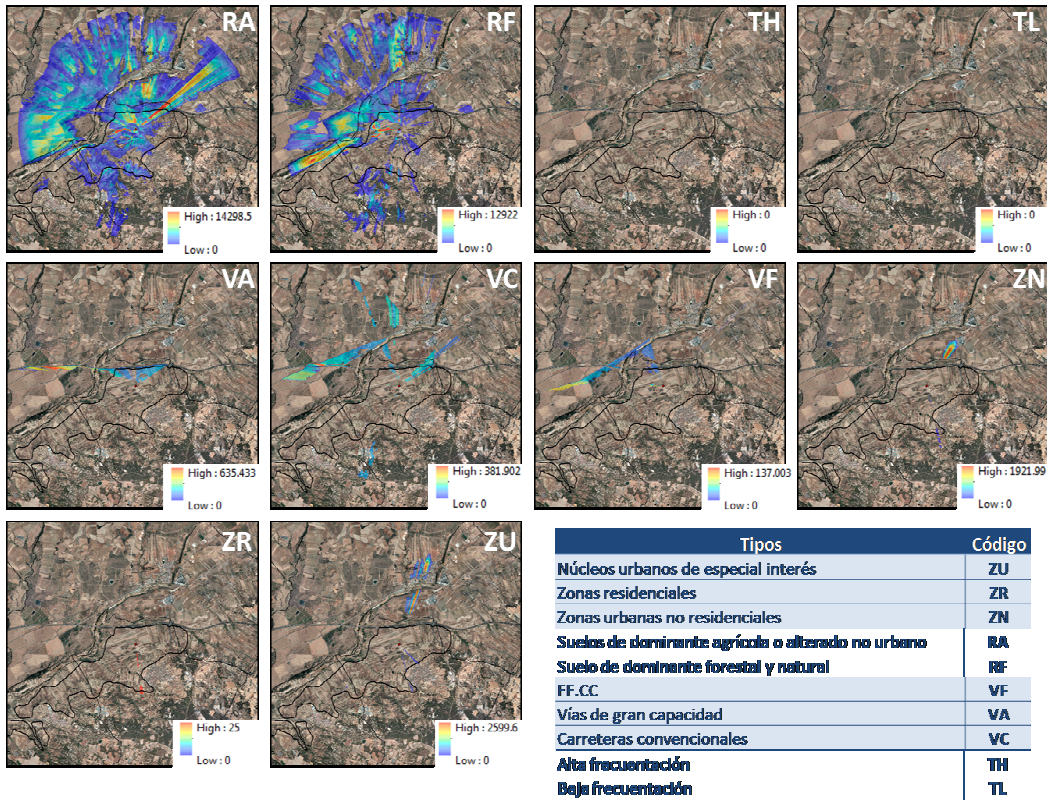 RA
High : 14298.5
Low : 0
RF
High : 12922
Low : 0
TH
High : 0
Low : 0
TL
High : 0
Low : 0
VA
High : 635.433
Low : 0
VC
High : 381.902
Low : 0
VF
High : 137.003
Low : 0
ZN
High : 1921.99
Low : 0
ZR
High : 25
Low : 0
ZU
High : 2599.6
Low : 0
Tipos Código
Núcleos urbanos de especial interés ZU
Zonas residenciales ZR
Zonas urbanas no residenciales ZN
Suelos de dominante agrícola o alterado no urbano RA
Suelo de dominante forestal y natural RF
FF.CC VF
Vías de gran capacidad VA
Carreteras convencionales VC
Alta frecuentación TH
Baja frecuentación TL